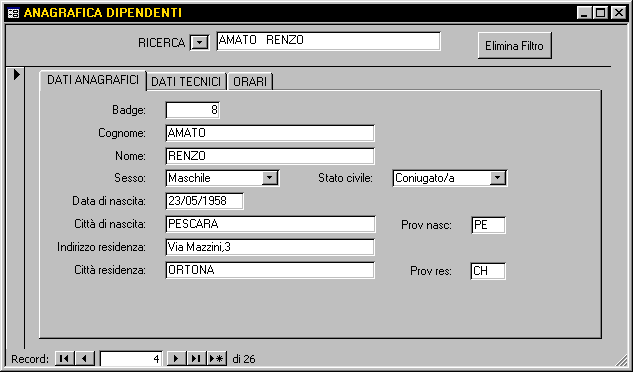 ANAGRAFICA DIPENDENTI
RICERCA AMATO RENZO Elimina Filtro
DATI ANAGRAFICI DATI TECNICI ORARI
Badge: 8
Cognome: AMATO
Nome: RENZO
Sesso: Maschile Stato civile: Coniugato/a
Data di nascita: 23/05/1958
Città di nascita: PESCARA Prov nasc: PE
Indirizzo residenza: Via Mazzini,3
Città residenza: ORTONA Prov res: CH
Record: 4 di 26